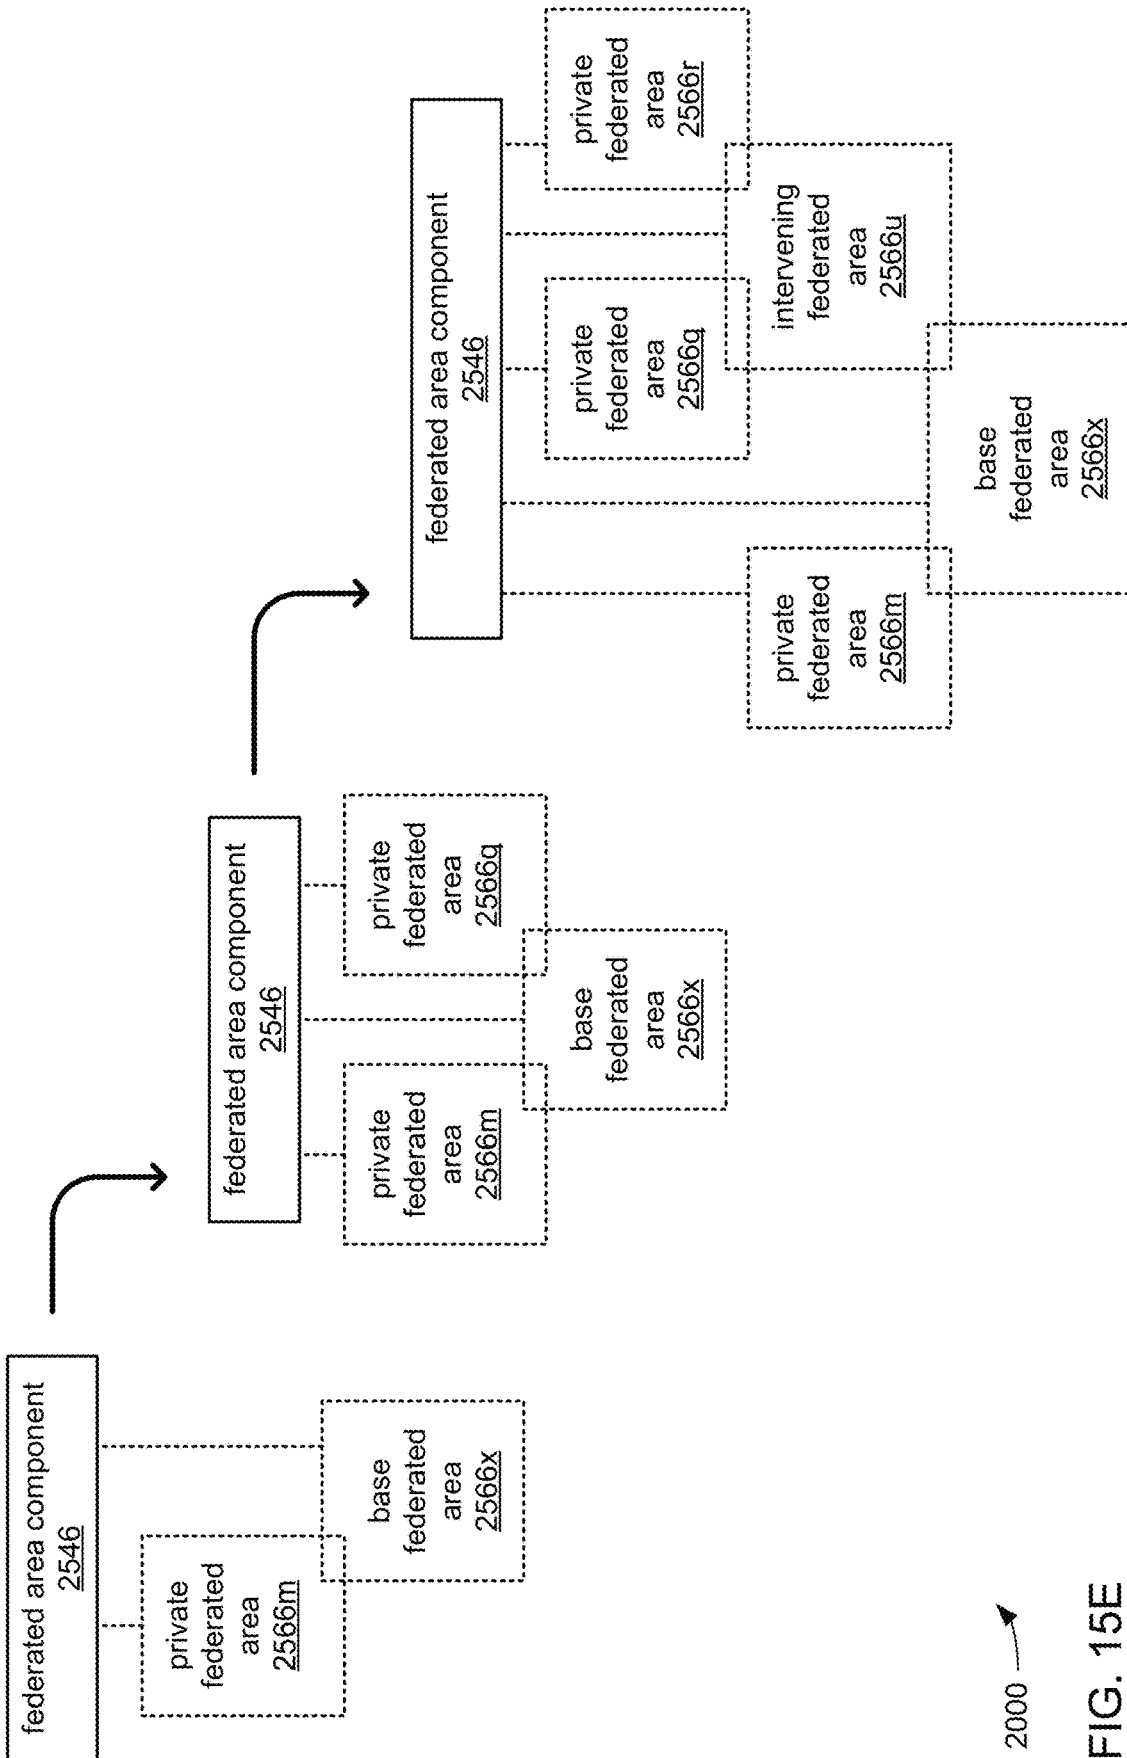 federated area component
2546
private
federated
area
2566m
base
federated
area
2566x
federated area component
2546
private
federated
area
2566m
private
federated
area
2566q
base
federated
area
2566x
federated area component
2546
private
federated
area
2566m
private
federated
area
2566q
private
federated
area
2566r
intervening
federated
area
2566u
base
federated
area
2566x
2000
FIG. 15E